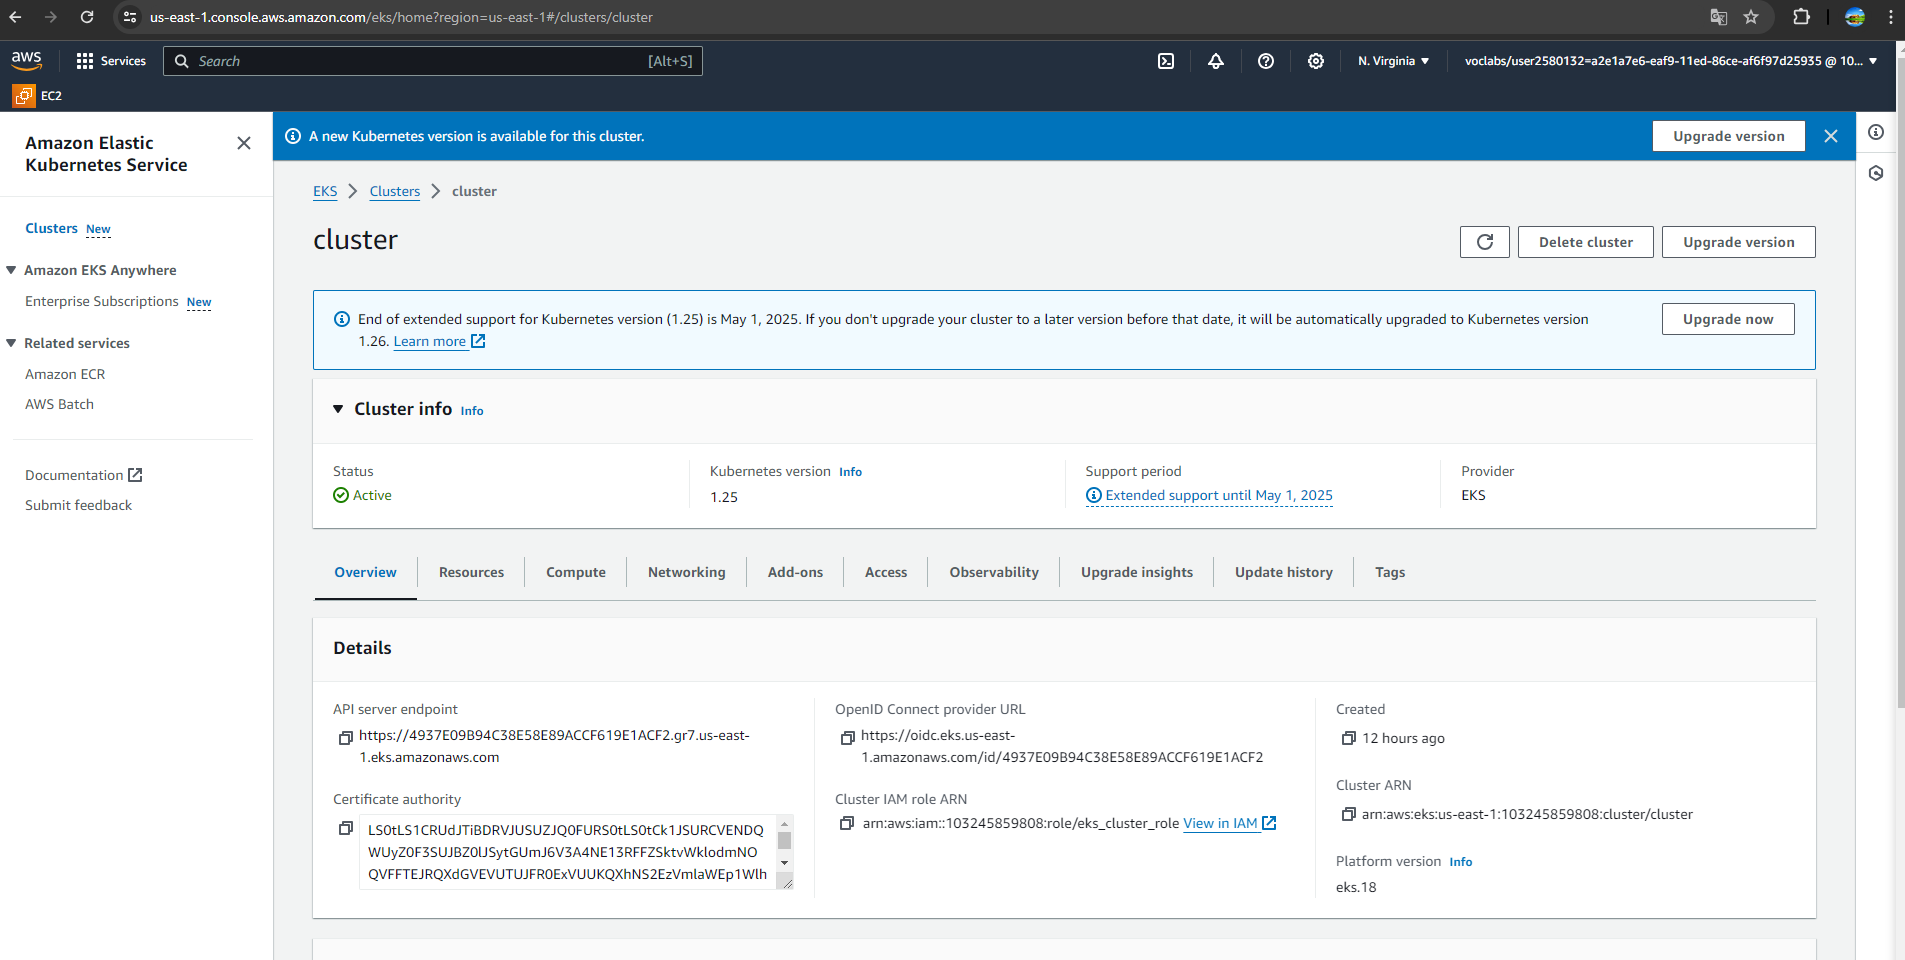 us-east-1.console.aws.amazon.com/eks/home?region=us-east-1#/clusters/cluster
aws
Services
Search
[Alt+S]
N. Virginia
voclabs/user2580132=a2e1a7e6-eaf9-11ed-86ce-af6f97d25935 @ 10...
EC2
Amazon Elastic
Kubernetes Service
Clusters New
Amazon EKS Anywhere
Enterprise Subscriptions New
Related services
Amazon ECR
AWS Batch
Documentation
Submit feedback
A new Kubernetes version is available for this cluster.
Upgrade version
EKS
Clusters
cluster
cluster
Delete cluster
Upgrade version
End of extended support for Kubernetes version (1.25) is May 1, 2025. If you don't upgrade your cluster to a later version before that date, it will be automatically upgraded to Kubernetes version
1.26. Learn more
Upgrade now
Cluster info Info
Status
Active
Kubernetes version Info
1.25
Support period
Extended support until May 1, 2025
Provider
EKS
Overview
Resources
Compute
Networking
Add-ons
Access
Observability
Upgrade insights
Update history
Tags
Details
API server endpoint
https://4937E09B94C38E58E89ACCF619E1ACF2.gr7.us-east-
1.eks.amazonaws.com
Certificate authority
LS0tLS1CRUdJTiBDRVJUSUZJQ0FURS0tLS0tCk1JSURCVENDQ
OpenID Connect provider URL
https://oidc.eks.us-east-
1.amazonaws.com/id/4937E09B94C38E58E89ACCF619E1ACF2
Cluster IAM role ARN
arn:aws:iam::103245859808:role/eks_cluster_role View in IAM
Created
12 hours ago
Cluster ARN
arn:aws:eks:us-east-1:103245859808:cluster/cluster
Platform version Info
eks.18